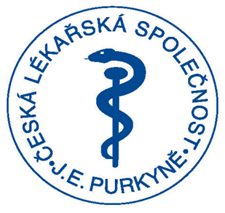 ČESKÁ LÉKAŘSKÁ SPOLEČNOST
• J. E. PURKYNĚ •